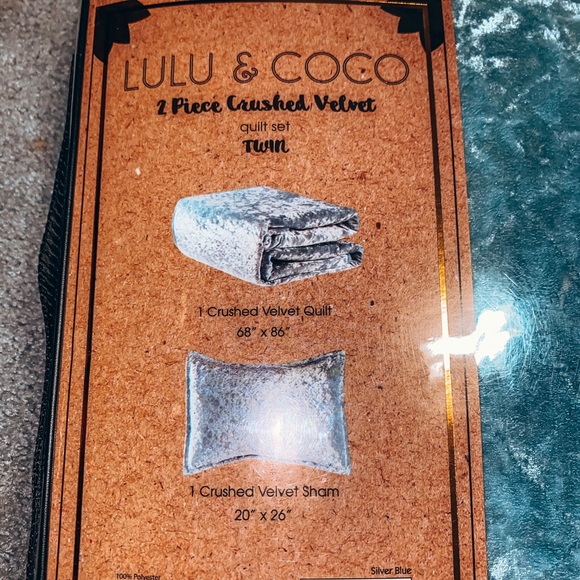 LULU & COCO
2 Piece Crushed Velvet
quilt set
TWIN
1 Crushed Velvet Quilt
68" x 86"
1 Crushed Velvet Sham
20" x 26"
Silver Blue
100% Polyester